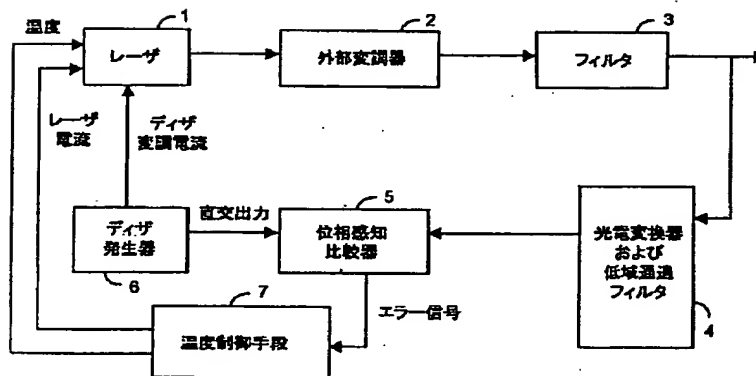 温度
1
レーザ
2
外部変調器
3
フィルタ
レーザ
電流
ディザ
変調電流
ディザ
発生器
6
直交出力
5
位相感知
比較器
光電変換器
および
低域通過
フィルタ
4
エラー信号
7
温度制御手段